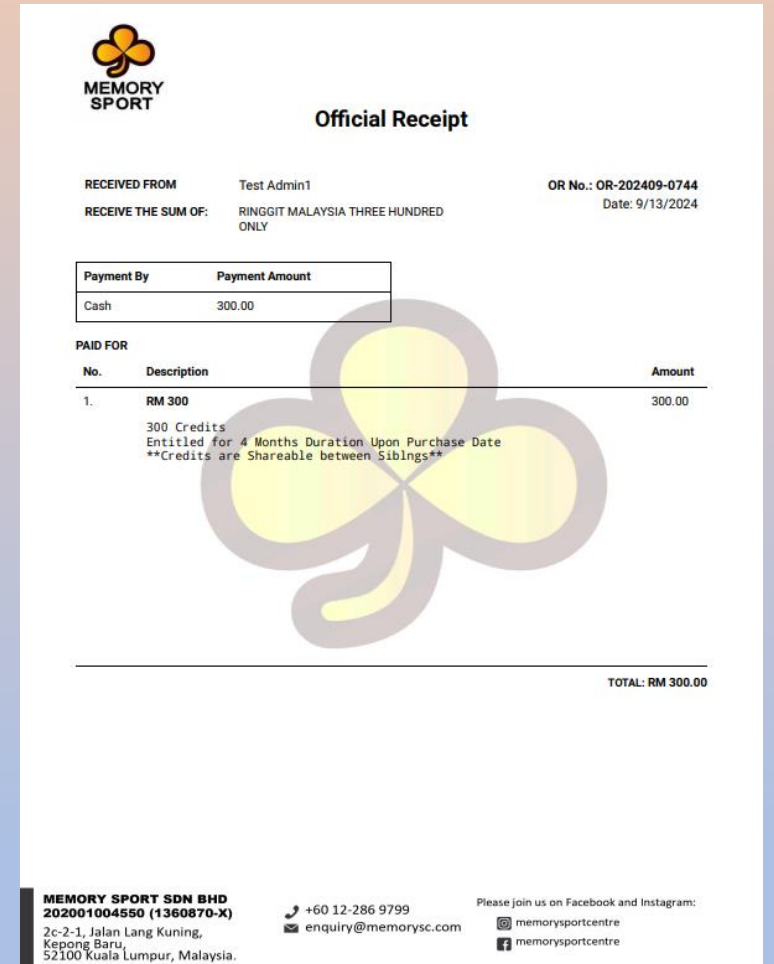 MEMORY
SPORT
Official Receipt
RECEIVED FROM Test Admin1 OR No.: OR-202409-0744
Date: 9/13/2024
RECEIVE THE SUM OF: RINGGIT MALAYSIA THREE HUNDRED
ONLY
Payment By Payment Amount
Cash 300.00
PAID FOR
No. Description Amount
1. RM 300 300.00
300 Credits
Entitled for 4 Months Duration Upon Purchase Date
**Credits are Shareable between Siblngs**
TOTAL: RM 300.00
MEMORY SPORT SDN BHD
202001004550 (1360870-X)
2c-2-1, Jalan Lang Kuning,
Kepong Baru,
52100 Kuala Lumpur, Malaysia.
+60 12-286 9799
enquiry@memorysc.com
Please join us on Facebook and Instagram:
memorysportcentre
memorysportcentre